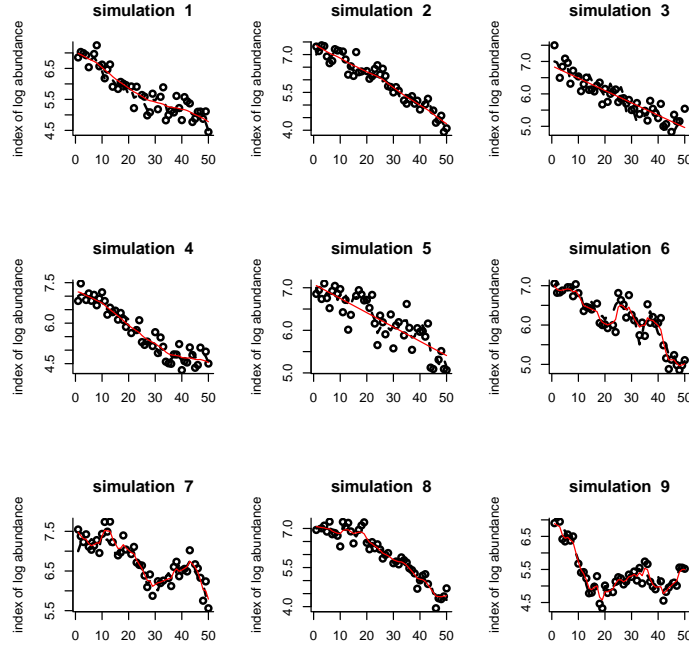 simulation 1
simulation 2
simulation 3
index of log abundance
4.5 5.5 6.5
0 10 20 30 40 50
index of log abundance
4.0 5.5 7.0
0 10 20 30 40 50
index of log abundance
5.0 6.0 7.0
0 10 20 30 40 50
simulation 4
simulation 5
simulation 6
index of log abundance
4.5 6.0 7.5
0 10 20 30 40 50
index of log abundance
5.0 6.0 7.0
0 10 20 30 40 50
index of log abundance
5.0 6.0 7.0
0 10 20 30 40 50
simulation 7
simulation 8
simulation 9
index of log abundance
5.5 6.5 7.5
0 10 20 30 40 50
index of log abundance
4.0 5.5 7.0
0 10 20 30 40 50
index of log abundance
4.5 5.5 6.5
0 10 20 30 40 50